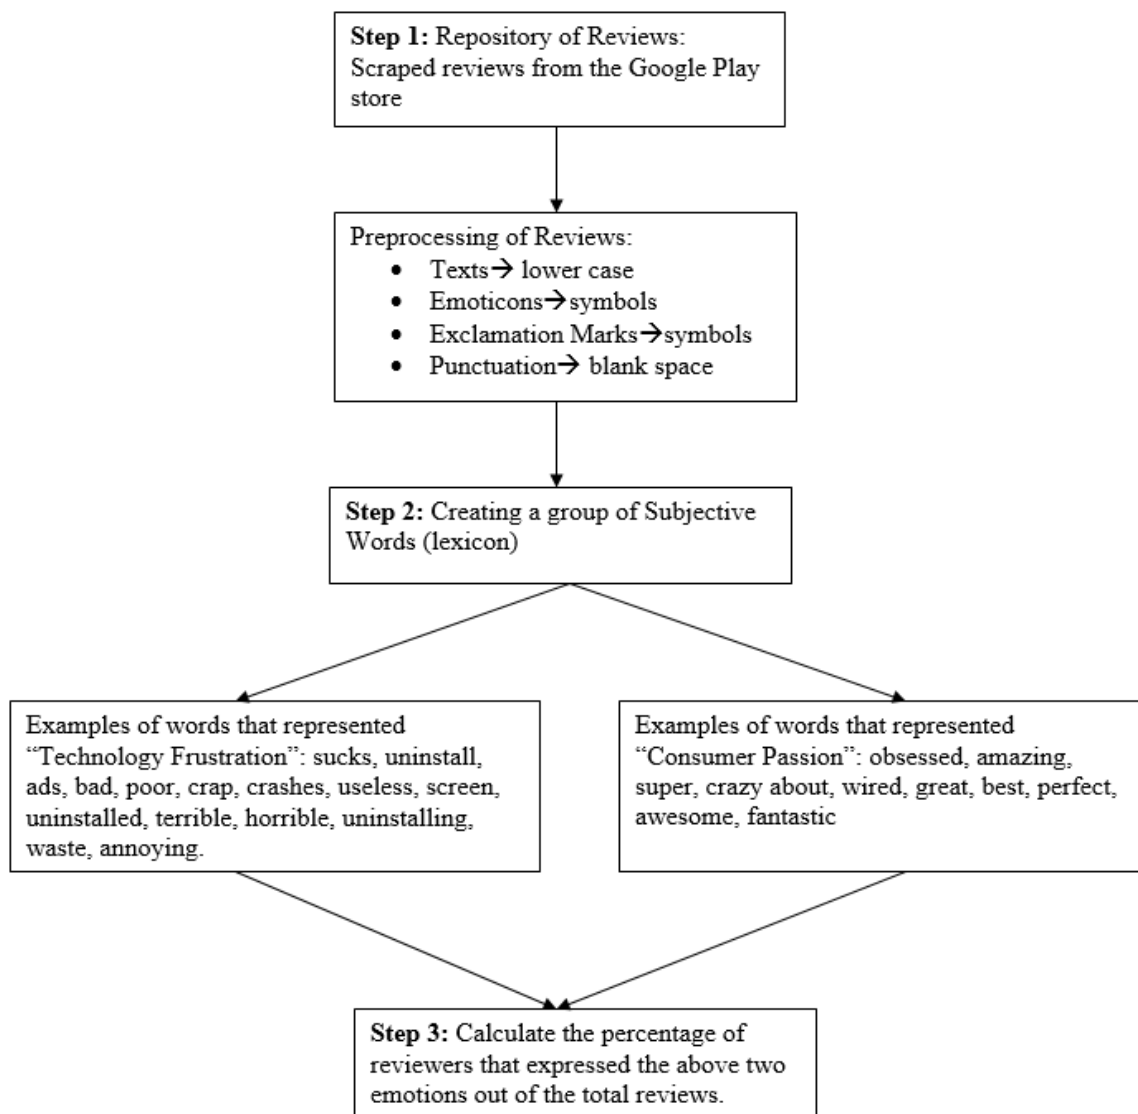 Step 1: Repository of Reviews:
Scraped reviews from the Google Play
store
Preprocessing of Reviews:
• Texts→ lower case
• Emoticons→symbols
• Exclamation Marks→symbols
• Punctuation→ blank space
Step 2: Creating a group of Subjective
Words (lexicon)
Examples of words that represented
“Technology Frustration”: sucks, uninstall,
ads, bad, poor, crap, crashes, useless, screen,
uninstalled, terrible, horrible, uninstalling,
waste, annoying.
Examples of words that represented
“Consumer Passion”: obsessed, amazing,
super, crazy about, wired, great, best, perfect,
awesome, fantastic
Step 3: Calculate the percentage of
reviewers that expressed the above two
emotions out of the total reviews.